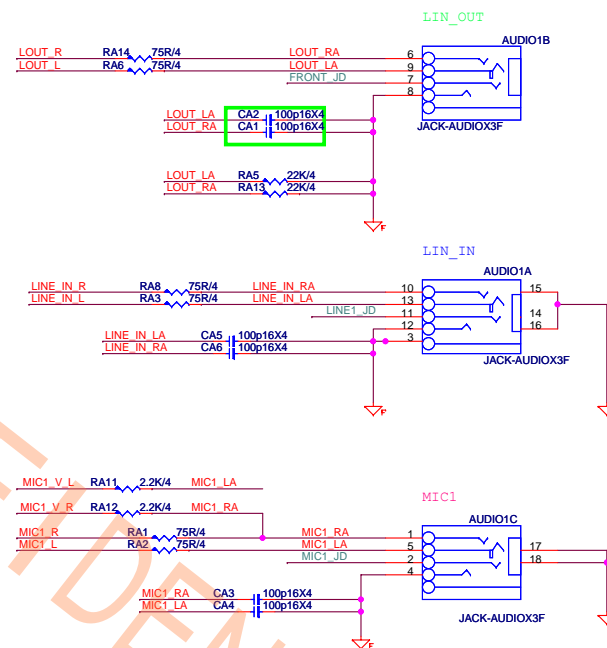 LIN_OUT
AUDIO1B
LOUT_R RA14 75R/4 LOUT_RA 6
LOUT_L RA6 75R/4 LOUT_LA 9
FRONT_JD 7
8
JACK-AUDIOX3F
LOUT_LA CA2 100p16X4
LOUT_RA CA1 100p16X4
LOUT_LA RA5 22K/4
LOUT_RA RA13 22K/4
F
LIN_IN
AUDIO1A
LINE_IN_R RA8 75R/4 LINE_IN_RA 10 15
LINE_IN_L RA3 75R/4 LINE_IN_LA 13
LINE1_JD 11 14
12 16
LINE_IN_LA CA5 100p16X4 3
LINE_IN_RA CA6 100p16X4
JACK-AUDIOX3F
F
MIC1_V_L RA11 2.2K/4 MIC1_LA
MIC1
MIC1_V_R RA12 2.2K/4 MIC1_RA
AUDIO1C
MIC1_R RA1 75R/4 MIC1_RA 1
MIC1_L RA2 75R/4 MIC1_LA 5 17
MIC1_JD 2 18
4
MIC1_RA CA3 100p16X4
MIC1_LA CA4 100p16X4
JACK-AUDIOX3F
F